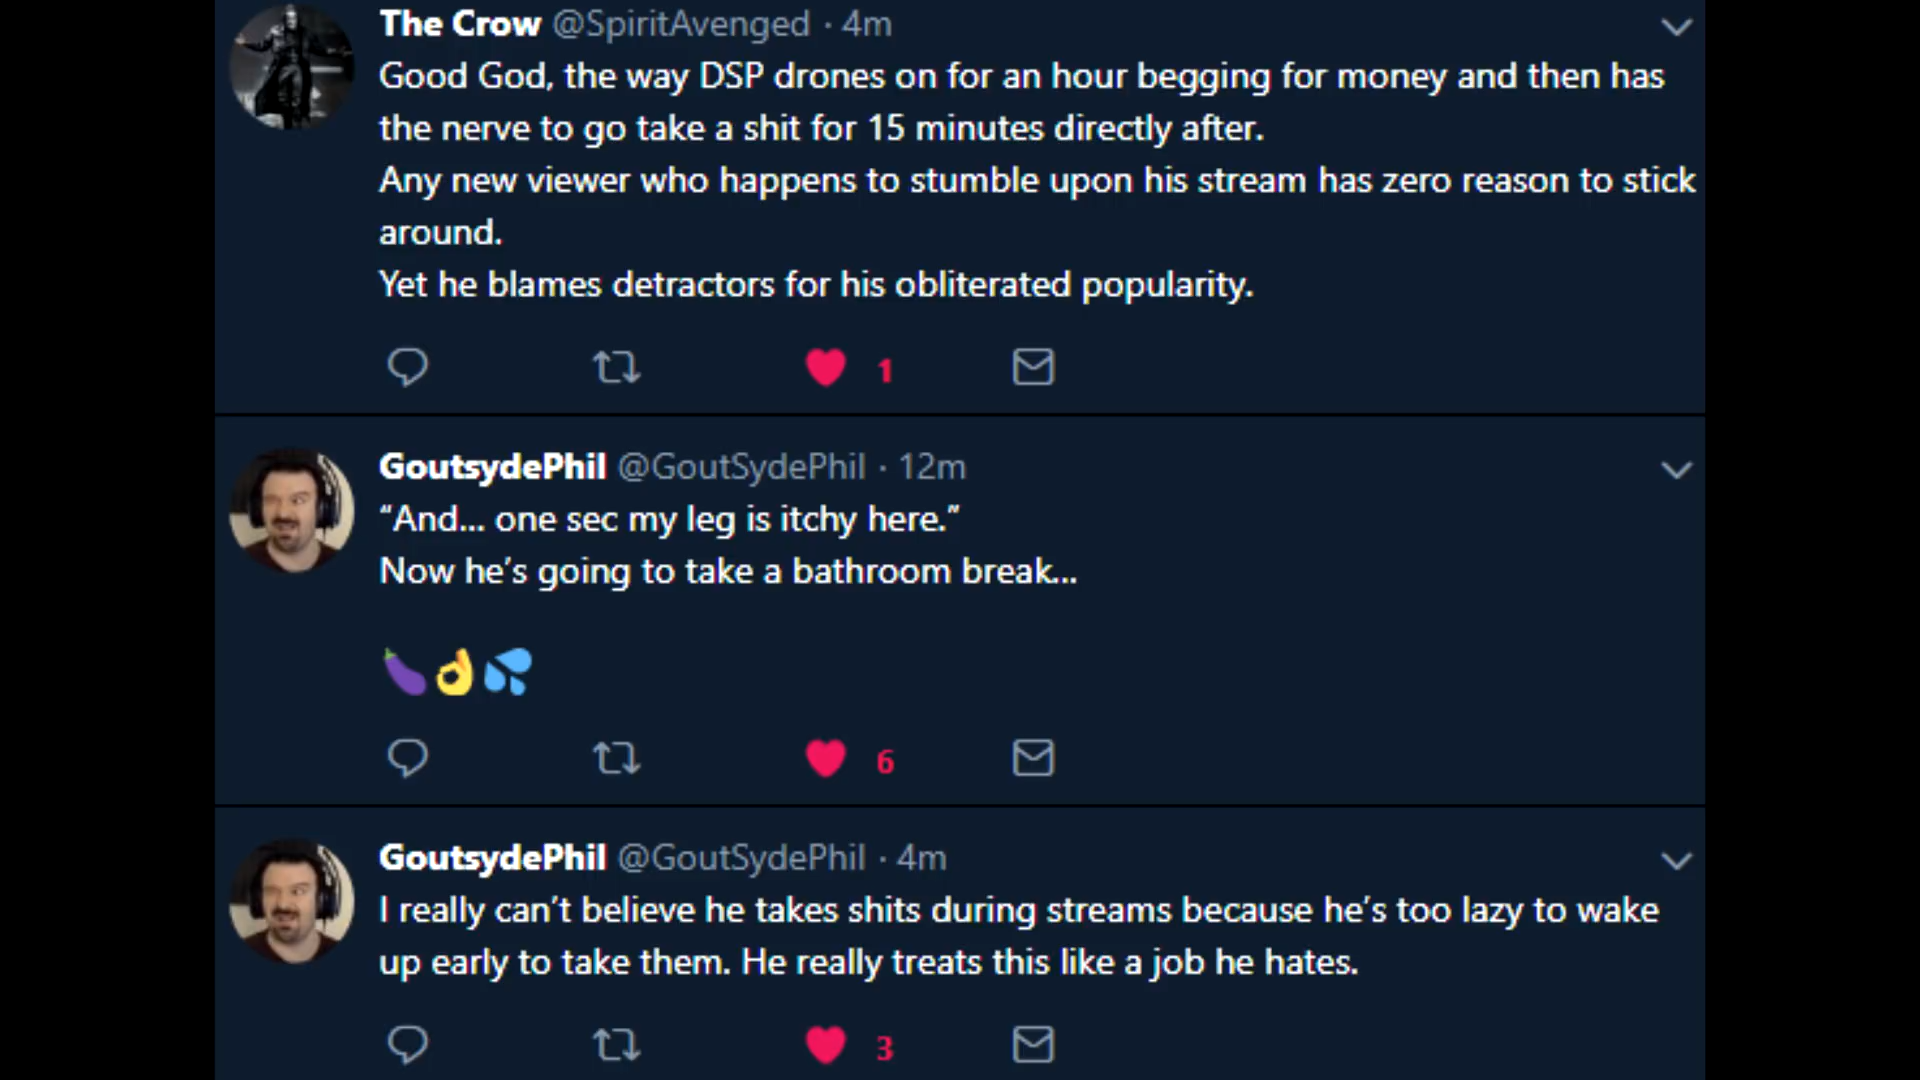 The Crow @SpiritAvenged · 4m
Good God, the way DSP drones on for an hour begging for money and then has
the nerve to go take a shit for 15 minutes directly after.
Any new viewer who happens to stumble upon his stream has zero reason to stick
around.
Yet he blames detractors for his obliterated popularity.
1
GoutsydePhil @GoutSydePhil · 12m
“And... one sec my leg is itchy here.”
Now he’s going to take a bathroom break...
🍆👌💦
6
GoutsydePhil @GoutSydePhil · 4m
I really can’t believe he takes shits during streams because he’s too lazy to wake
up early to take them. He really treats this like a job he hates.
3